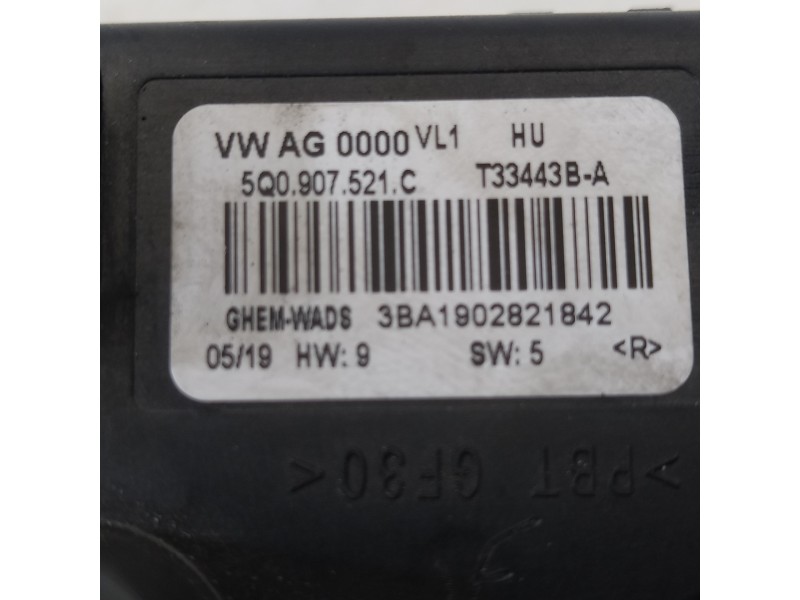 VW AG 0000 VL1 HU
5Q0.907.521.C T33443B-A
GHEM-WADS 3BA1902821842
05/19 HW: 9 SW: 5 <R>
>PBT GF30<